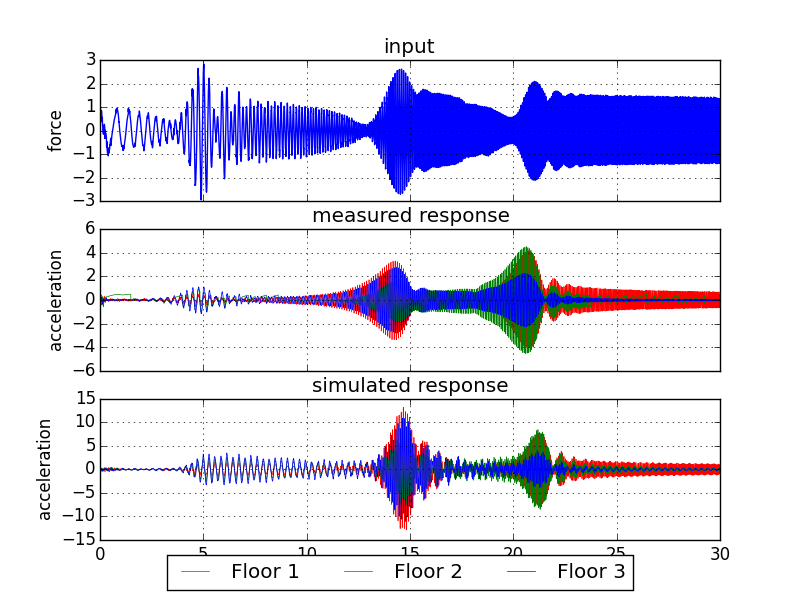 input
3
2
1
0
−1
−2
−3
force
measured response
6
4
2
0
−2
−4
−6
acceleration
simulated response
15
10
5
0
−5
−10
−15
acceleration
0 5 10 15 20 25 30
Floor 1 Floor 2 Floor 3